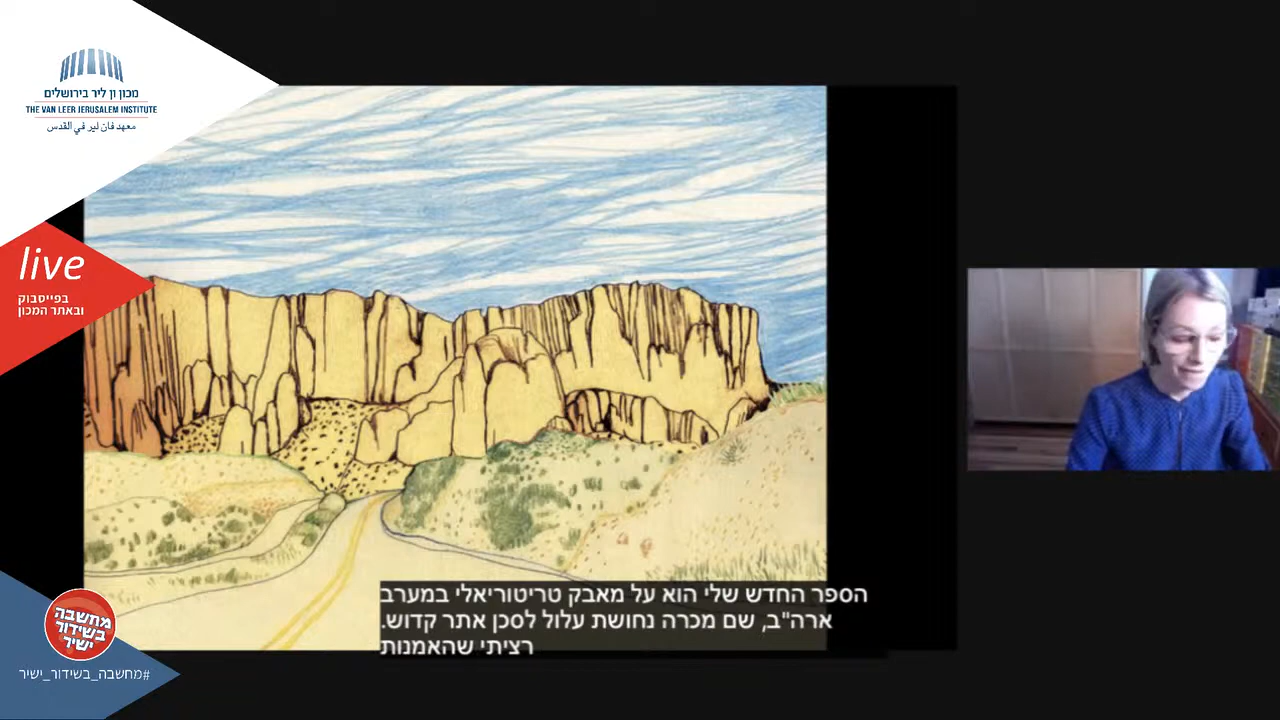 מכון ון ליר בירושלים
THE VAN LEER JERUSALEM INSTITUTE
معهد فان لير في القدس
live
בפייסבוק
ובאתר המכון
הספר החדש שלי הוא על מאבק טריטוריאלי במערב
ארה"ב, שם מכרה נחושת עלול לסכן אתר קדוש.
רציתי שהאמנות
מחשבה
בשידור
ישיר
#מחשבה_בשידור_ישיר